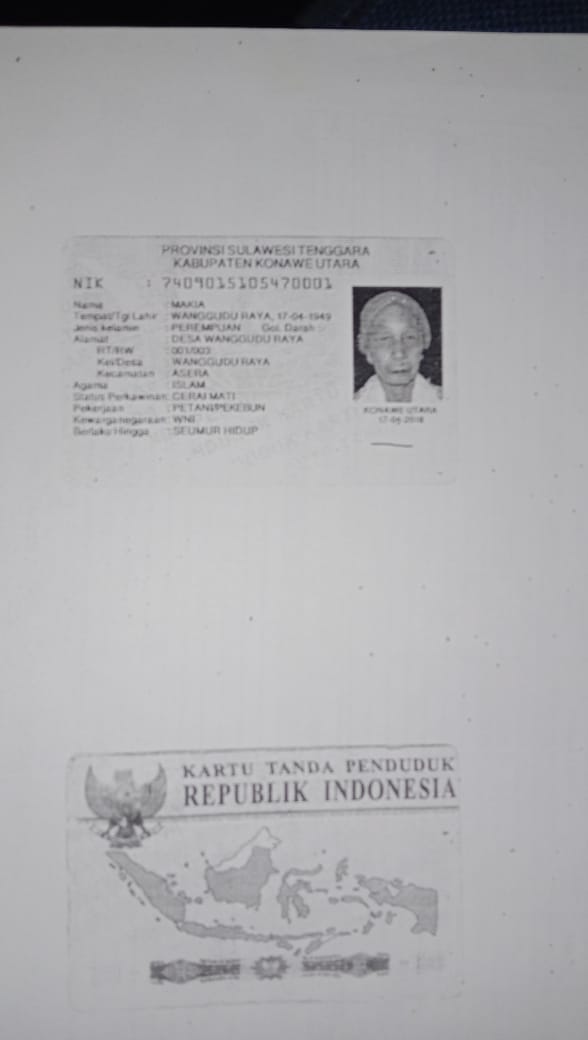 PROVINSI SULAWESI TENGGARA
KABUPATEN KONAWE UTARA
NIK : 7409015105470001
Nama : MAKIA
Tempat/Tgl Lahir : WANGGUDU RAYA, 17-04-1949
Jenis kelamin : PEREMPUAN Gol. Darah :-
Alamat : DESA WANGGUDU RAYA
RT/RW : 001/003
Kel/Desa : WANGGUDU RAYA
Kecamatan : ASERA
Agama : ISLAM
Status Perkawinan: CERAI MATI
Pekerjaan : PETANI/PEKEBUN
Kewarganegaraan: WNI
Berlaku Hingga : SEUMUR HIDUP
KONAWE UTARA
KARTU TANDA PENDUDUK
REPUBLIK INDONESIA